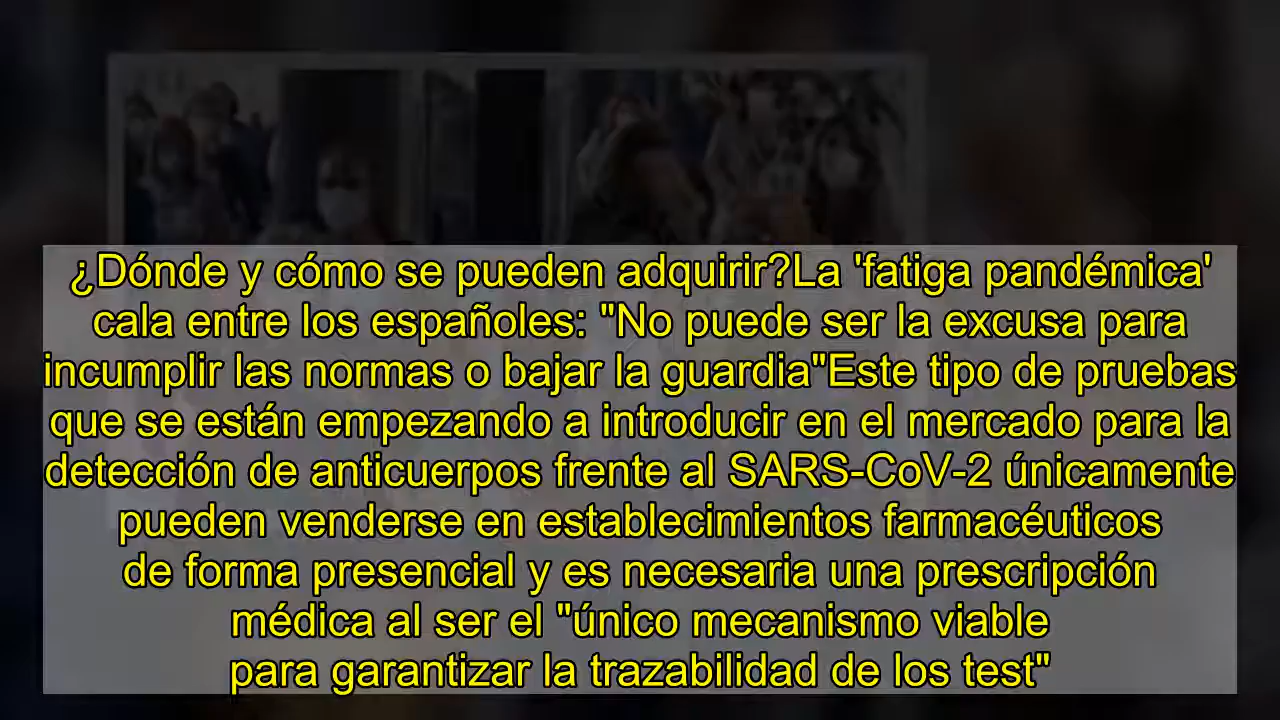 ¿Dónde y cómo se pueden adquirir?La 'fatiga pandémica'
cala entre los españoles: "No puede ser la excusa para
incumplir las normas o bajar la guardia"Este tipo de pruebas
que se están empezando a introducir en el mercado para la
detección de anticuerpos frente al SARS-CoV-2 únicamente
pueden venderse en establecimientos farmacéuticos
de forma presencial y es necesaria una prescripción
médica al ser el "único mecanismo viable
para garantizar la trazabilidad de los test"